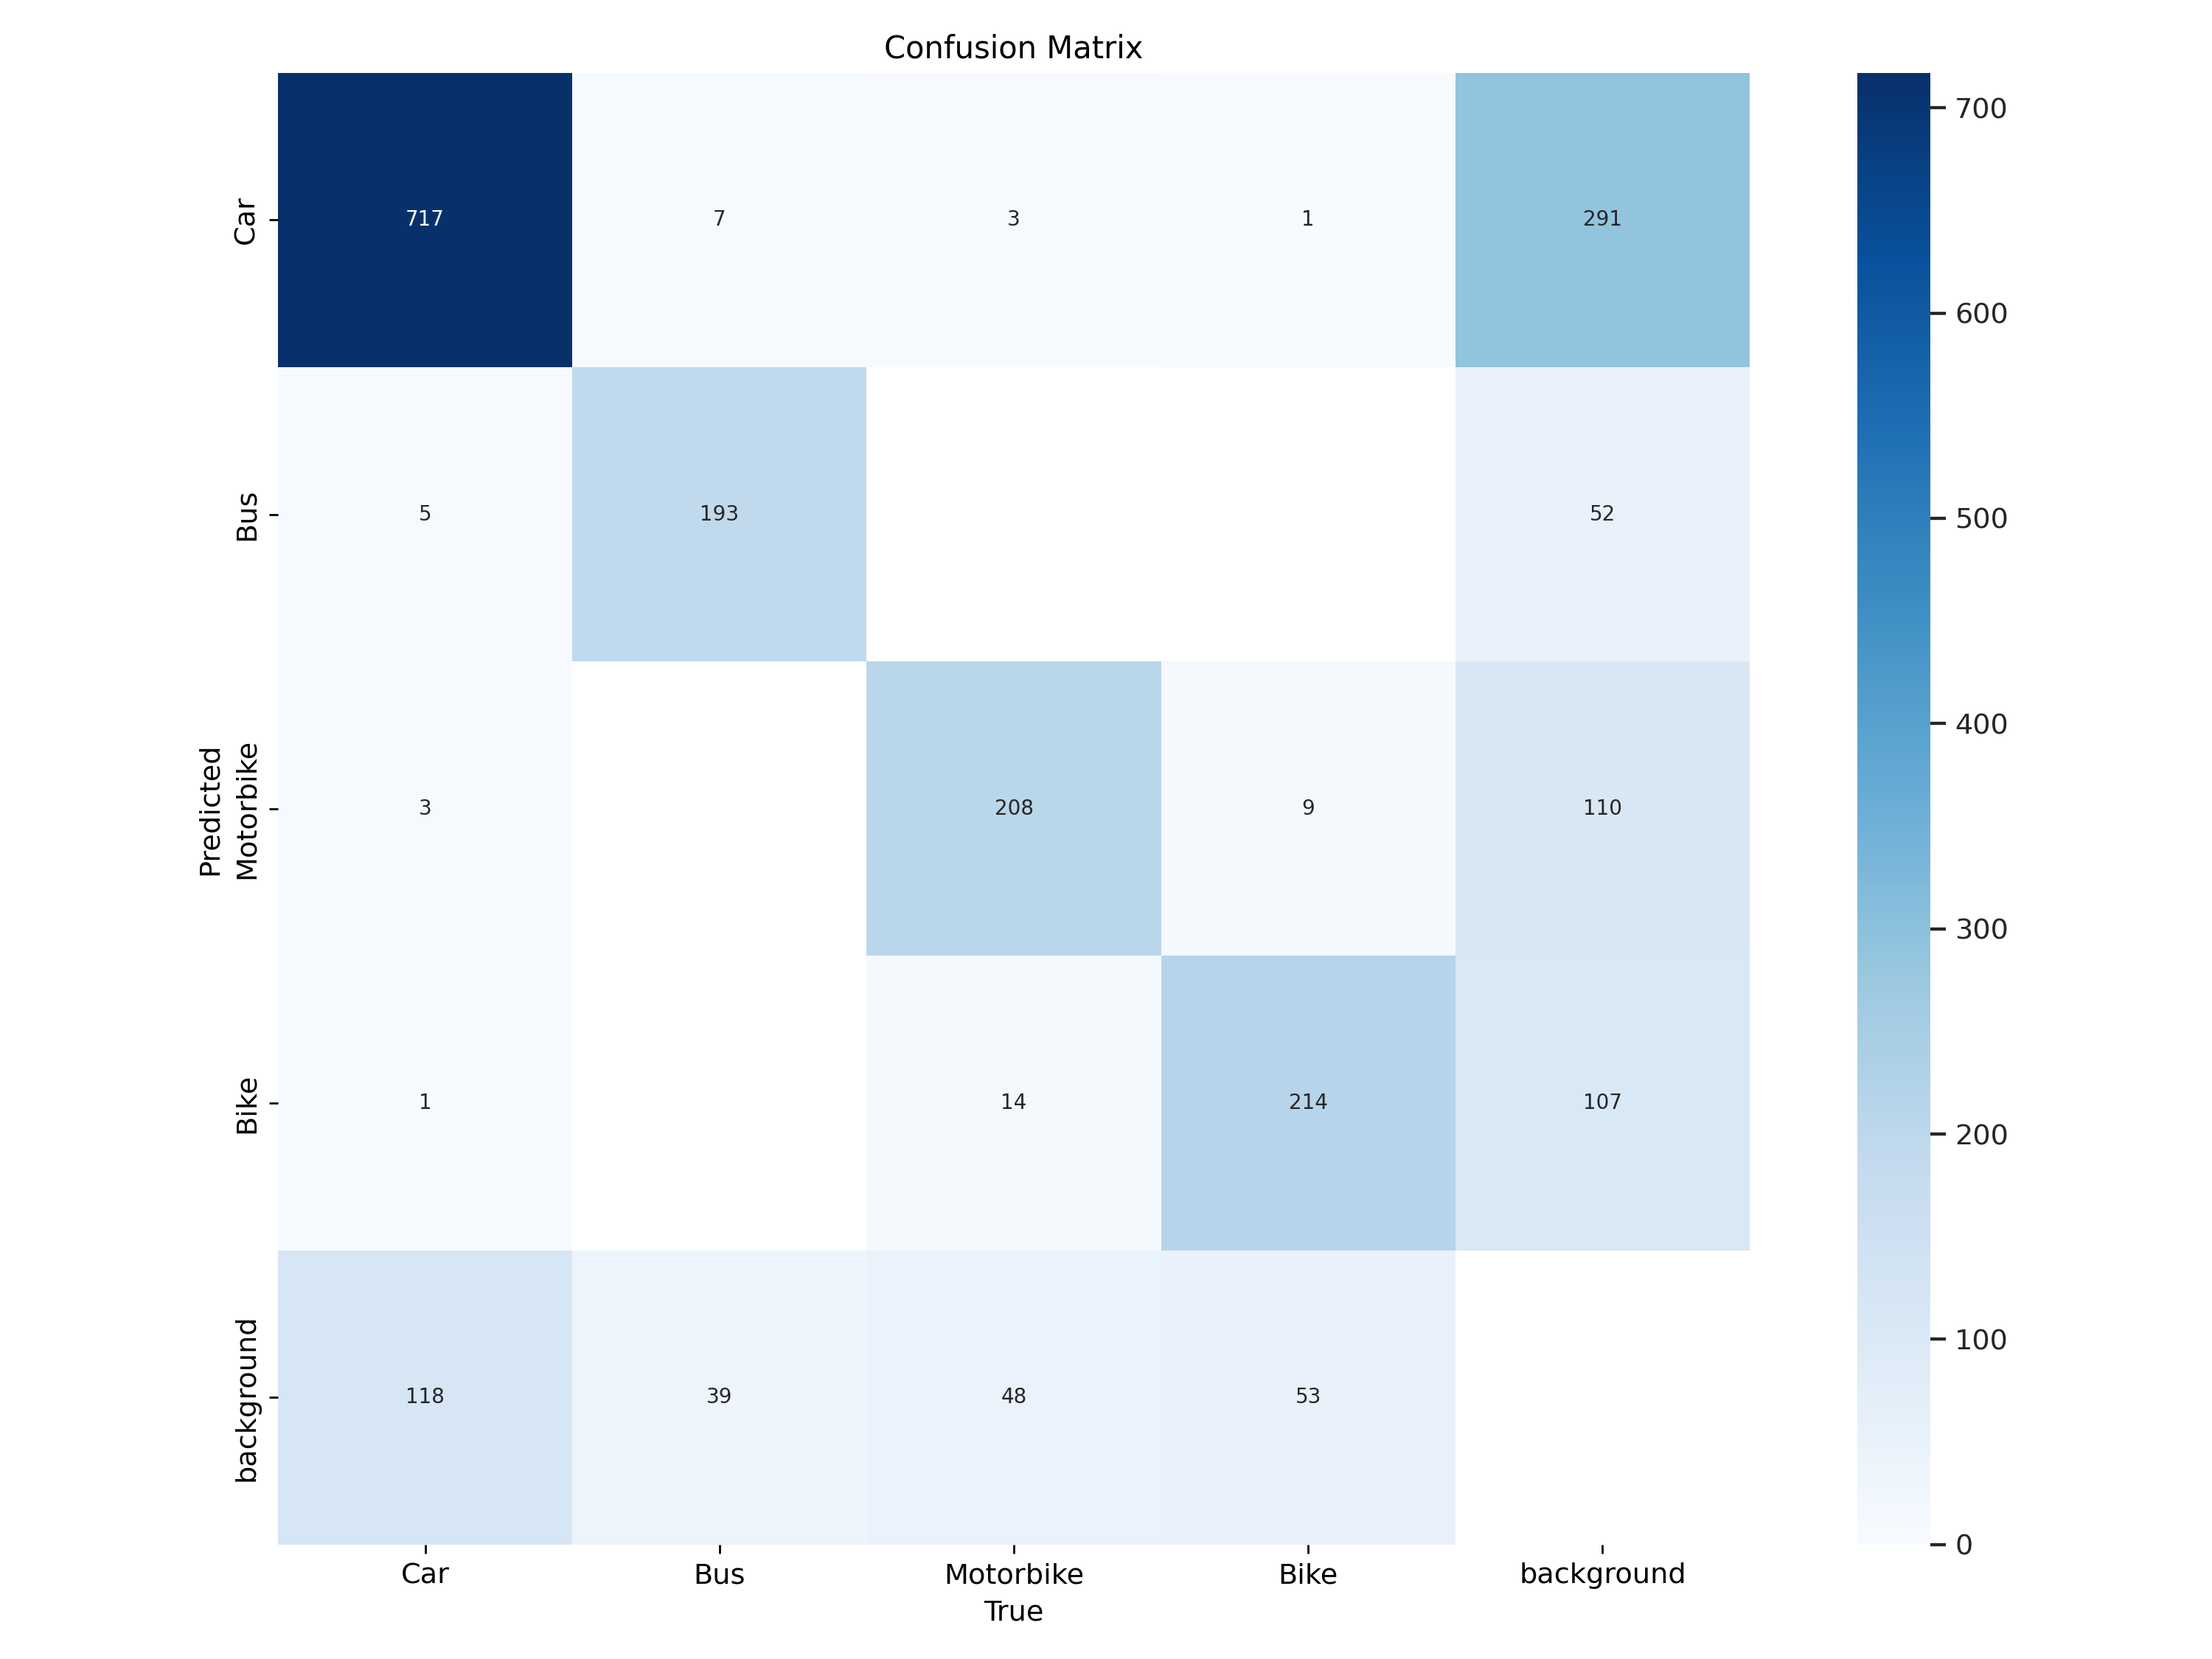 Confusion Matrix
Car 717 7 3 1 291
Bus 5 193 52
Predicted
Motorbike 3 208 9 110
Bike 1 14 214 107
background 118 39 48 53
Car Bus Motorbike Bike background
True
700
600
500
400
300
200
100
0